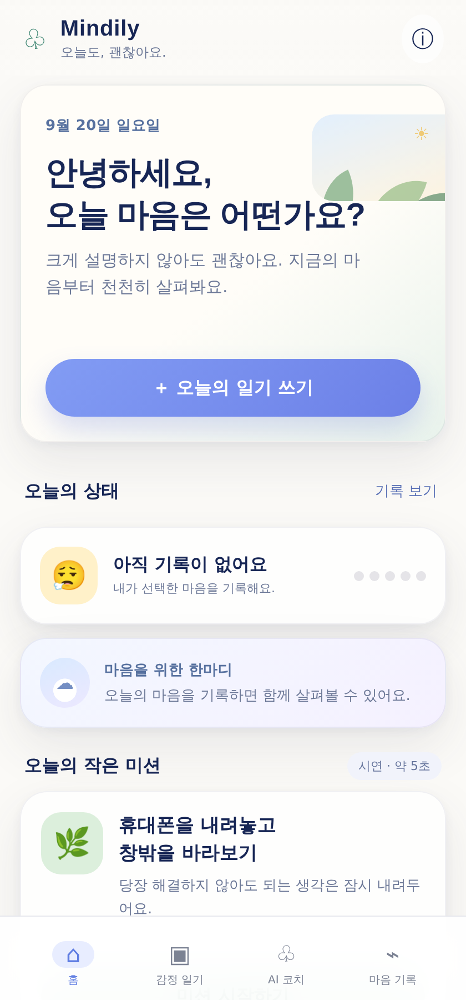 Mindily
오늘도, 괜찮아요.
9월 20일 일요일
안녕하세요,
오늘 마음은 어떤가요?
크게 설명하지 않아도 괜찮아요. 지금의 마
음부터 천천히 살펴봐요.
+ 오늘의 일기 쓰기
오늘의 상태
기록 보기
아직 기록이 없어요
내가 선택한 마음을 기록해요.
마음을 위한 한마디
오늘의 마음을 기록하면 함께 살펴볼 수 있어요.
오늘의 작은 미션
시연 · 약 5초
휴대폰을 내려놓고
창밖을 바라보기
당장 해결하지 않아도 되는 생각은 잠시 내려두
어요.
홈
감정 일기
AI 코치
마음 기록
미션 시작하기